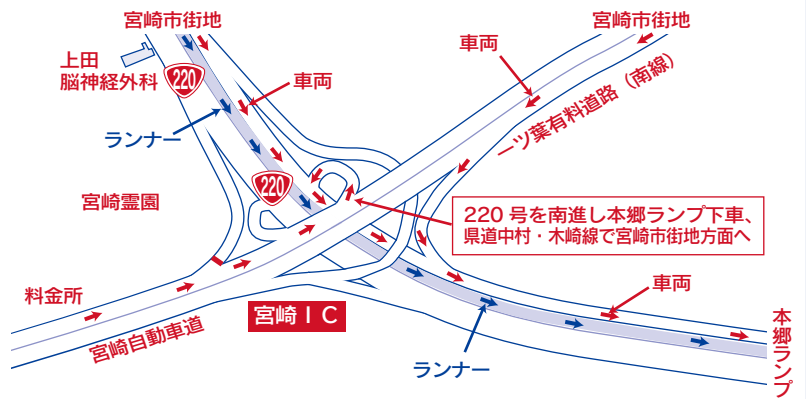 宮崎市街地
宮崎市街地
上田
脳神経外科
220
車両
車両
一ツ葉有料道路（南線）
ランナー
220
宮崎霊園
220 号を南進し本郷ランプ下車、
県道中村・木崎線で宮崎市街地方面へ
料金所
宮崎自動車道
宮崎ＩＣ
車両
ランナー
本郷ランプ